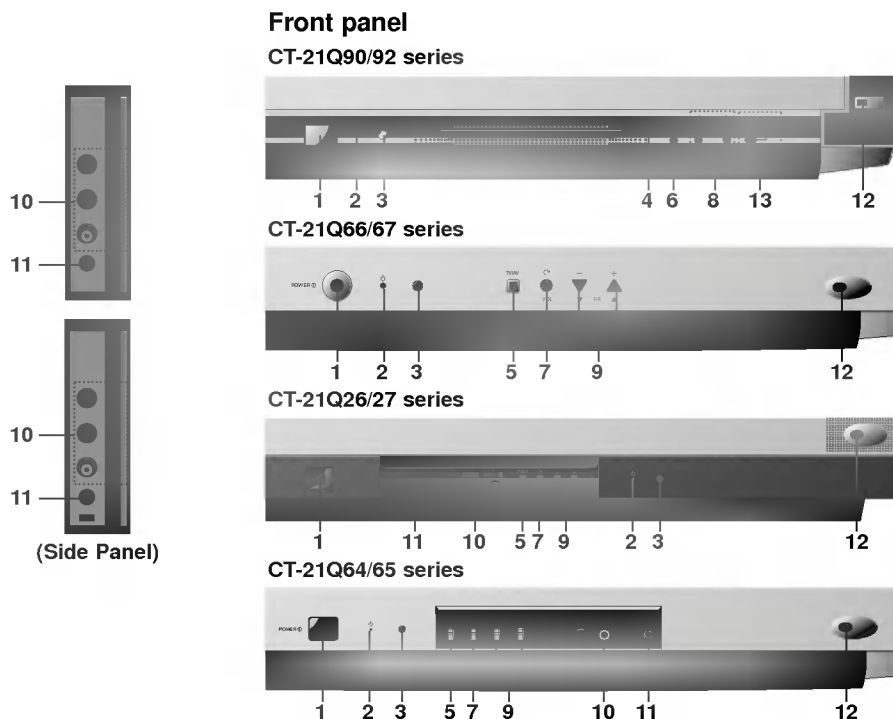 Front panel
CT-21Q90/92 series
10
11
1 2 3 4 6 8 13 12
CT-21Q66/67 series
POWER
TV/AV
− +
VOL PR
1 2 3 5 7 9 12
CT-21Q26/27 series
10
11
(Side Panel)
1 11 10 5 7 9 2 3 12
CT-21Q64/65 series
POWER
1 2 3 5 7 9 10 11 12